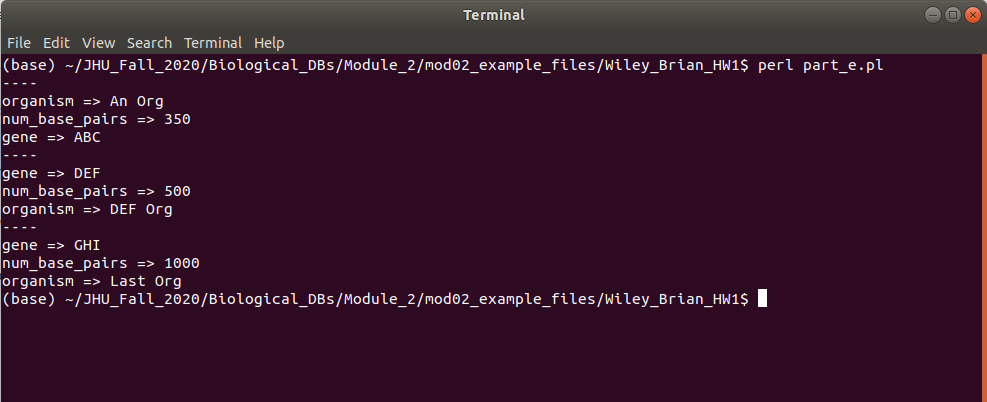 Terminal
File Edit View Search Terminal Help
(base) ~/JHU_Fall_2020/Biological_DBs/Module_2/mod02_example_files/Wiley_Brian_HW1$ perl part_e.pl
----
organism => An Org
num_base_pairs => 350
gene => ABC
----
gene => DEF
num_base_pairs => 500
organism => DEF Org
----
gene => GHI
num_base_pairs => 1000
organism => Last Org
(base) ~/JHU_Fall_2020/Biological_DBs/Module_2/mod02_example_files/Wiley_Brian_HW1$